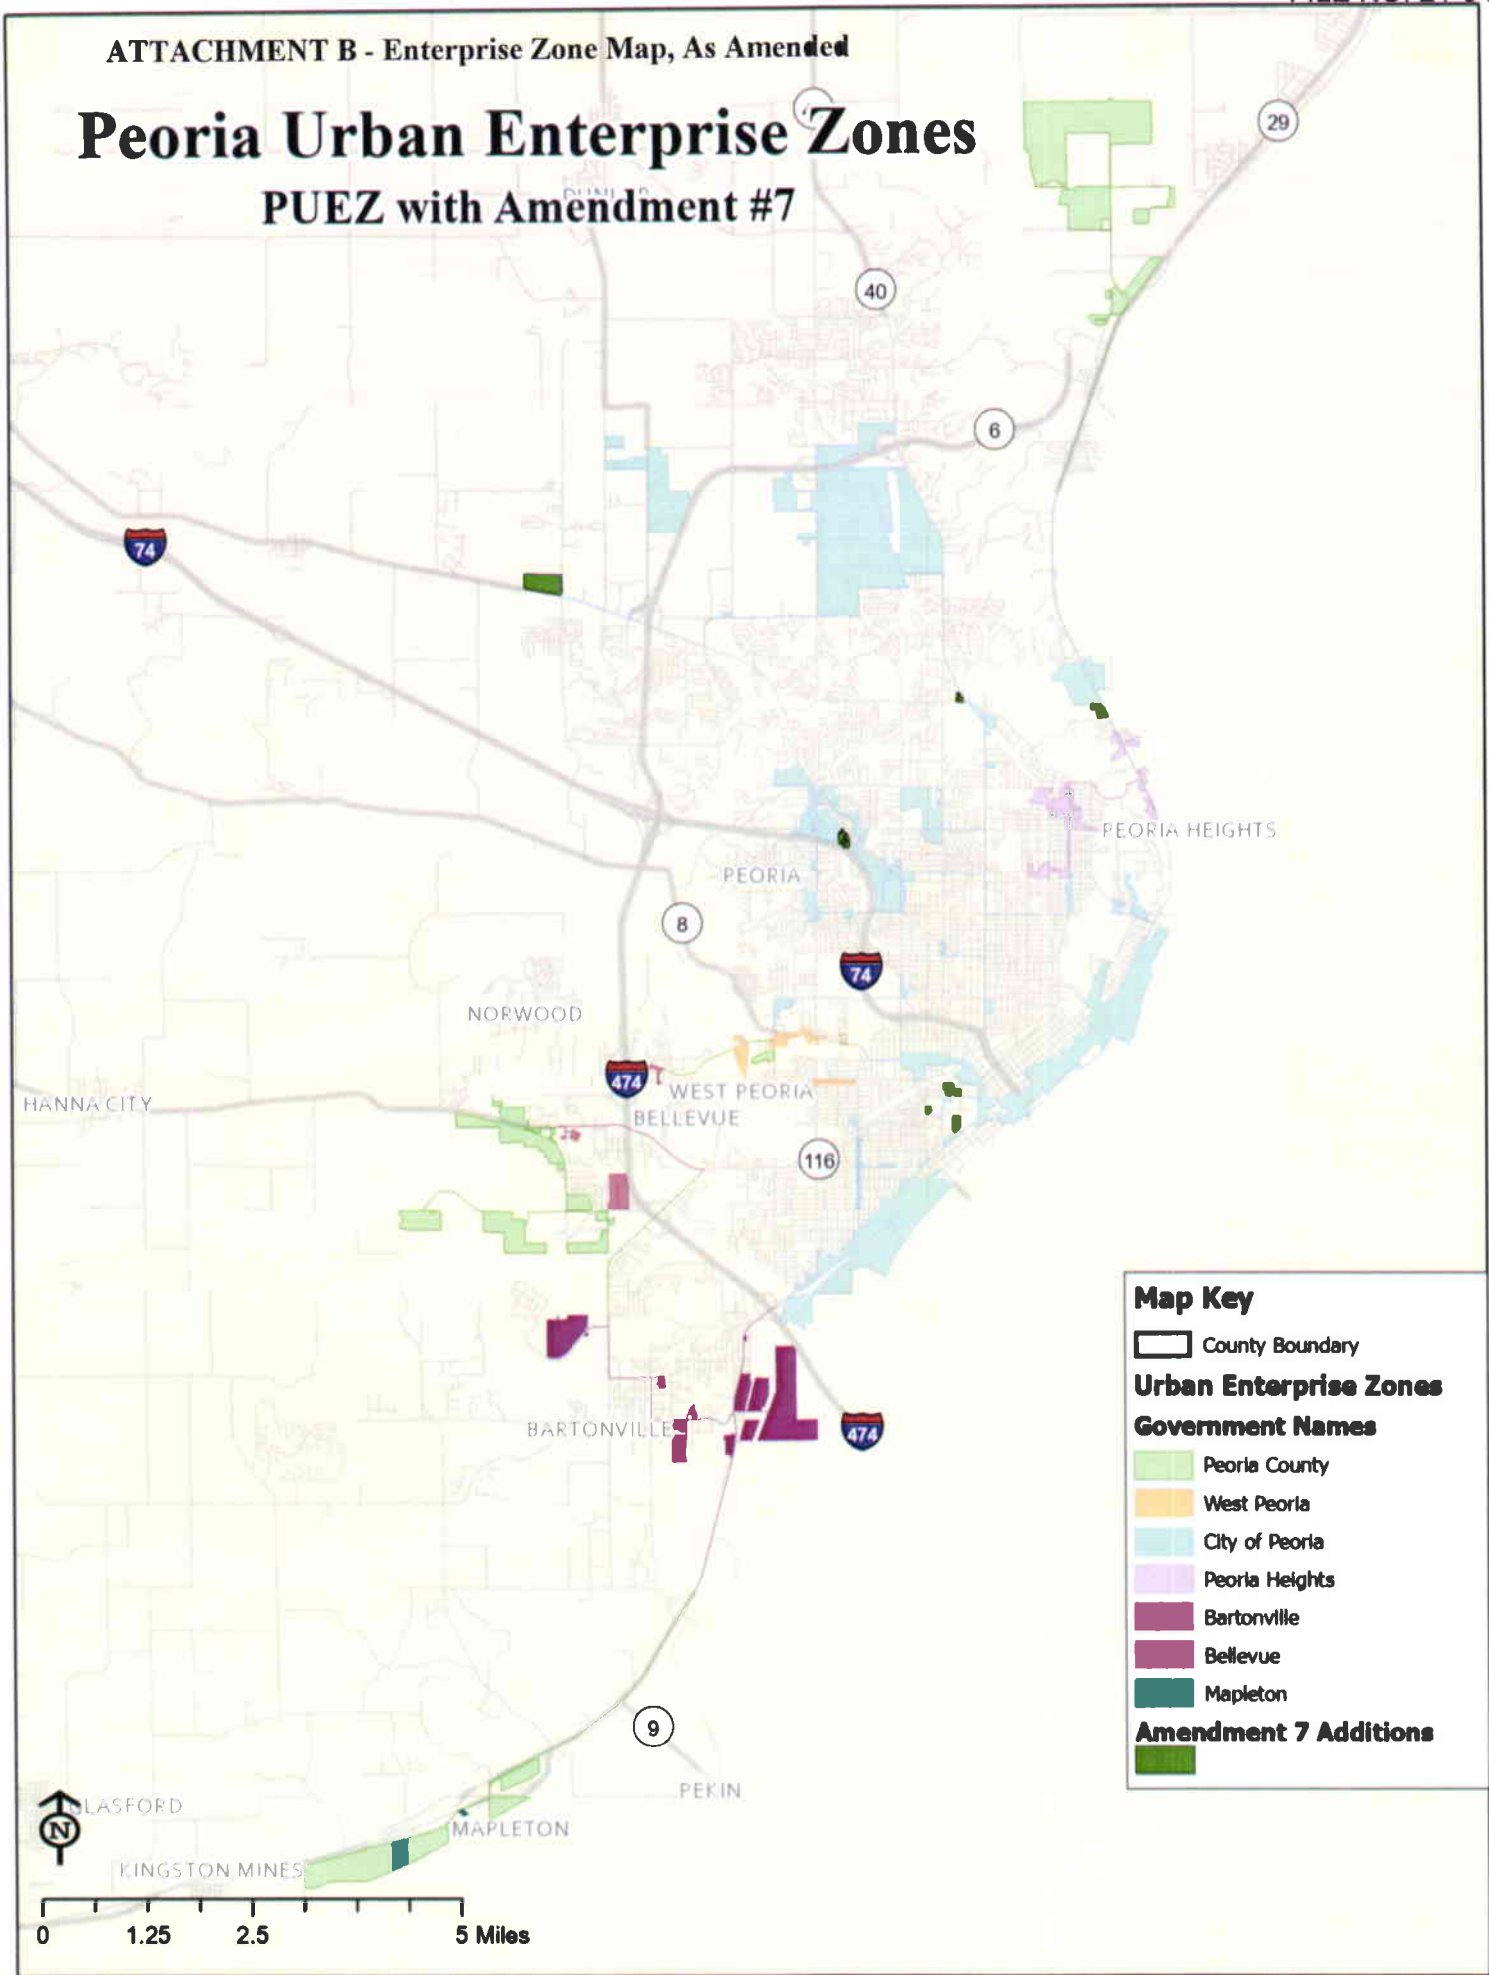 ATTACHMENT B - Enterprise Zone Map, As Amended
Peoria Urban Enterprise Zones
PUEZ with Amendment #7
29
40
6
74
PEORIA HEIGHTS
PEORIA
8
74
NORWOOD
474
WEST PEORIA
HANNA CITY
BELLEVUE
116
BARTONVILLE
474
9
PEKIN
GLASFORD
MAPLETON
KINGSTON MINES
N
0 1.25 2.5 5 Miles
Map Key
County Boundary
Urban Enterprise Zones
Government Names
Peoria County
West Peoria
City of Peoria
Peoria Heights
Bartonville
Bellevue
Mapleton
Amendment 7 Additions